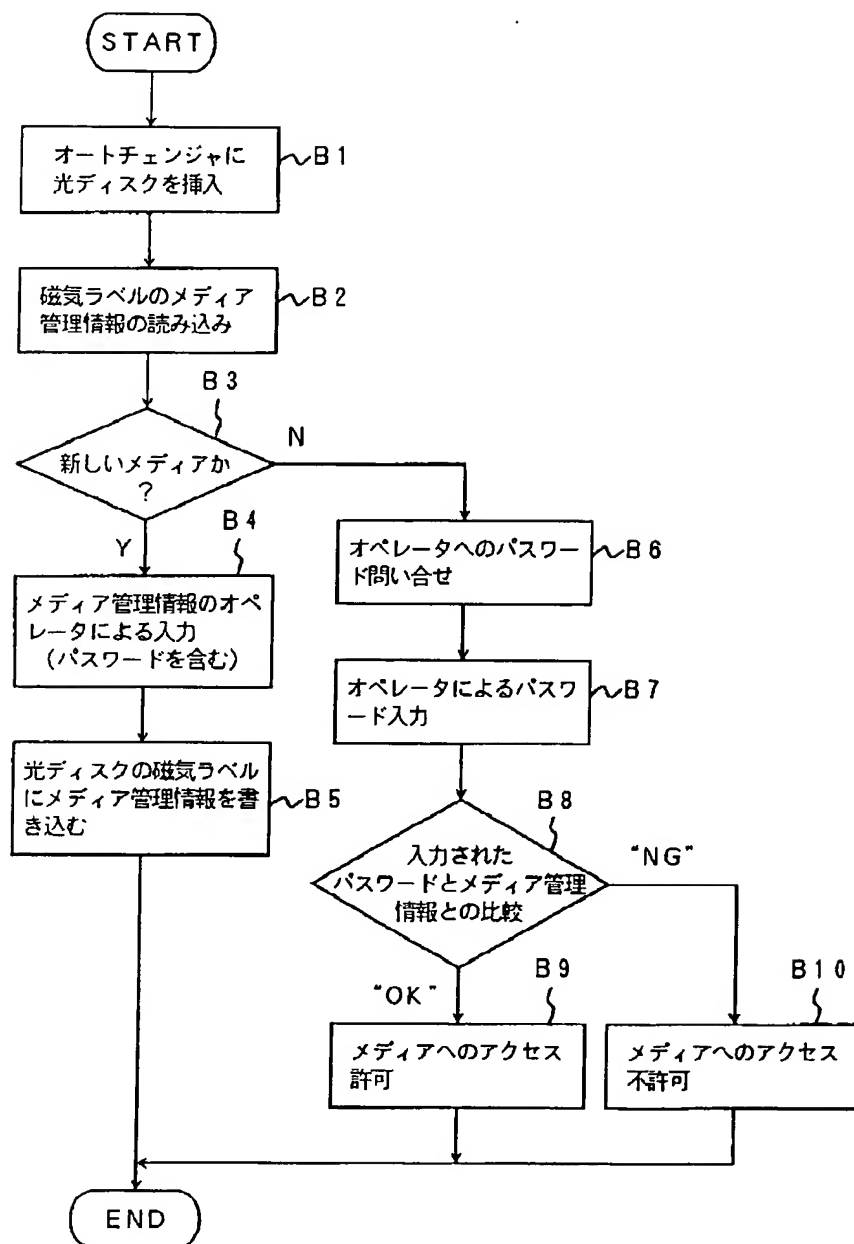 START
オートチェンジャに
光ディスクを挿入
B1
磁気ラベルのメディア
管理情報の読み込み
B2
B3
新しいメディアか
?
N
Y
B4
メディア管理情報のオペ
レータによる入力
(パスワードを含む)
光ディスクの磁気ラベル
にメディア管理情報を書
き込む
B5
オペレータへのパスワー
ド問い合せ
B6
オペレータによるパスワ
ード入力
B7
B8
入力された
パスワードとメディア管理
情報との比較
"NG"
"OK"
B9
メディアへのアクセス
許可
B10
メディアへのアクセス
不許可
END